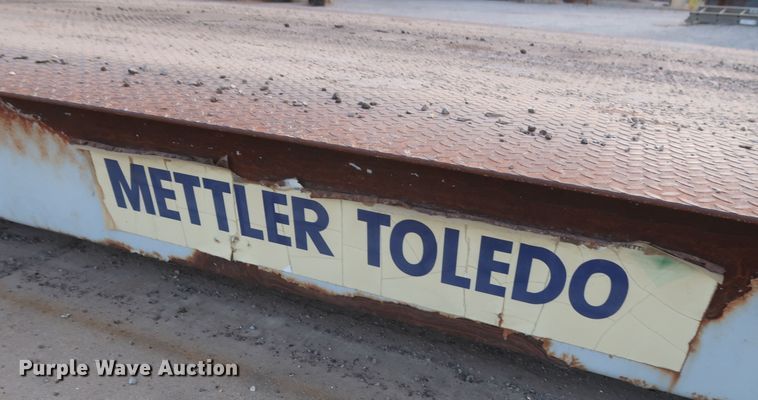 METTLER TOLEDO
Purple Wave Auction